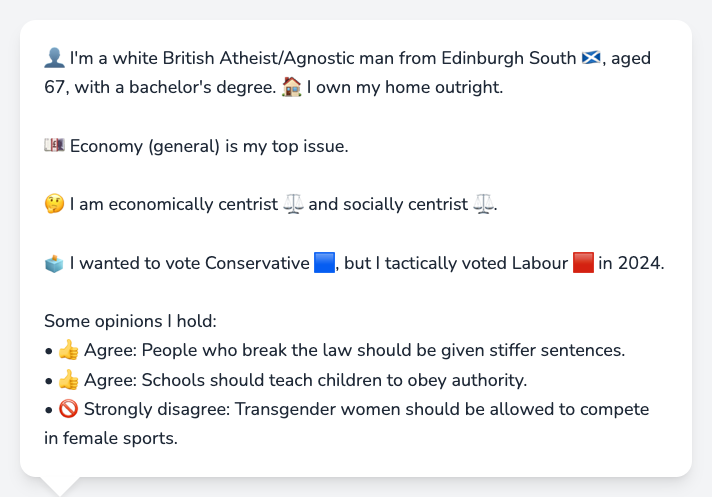 👤 I'm a white British Atheist/Agnostic man from Edinburgh South 🏴󠁧󠁢󠁳󠁣󠁴󠁿, aged
67, with a bachelor's degree. 🏠 I own my home outright.
💷 Economy (general) is my top issue.
🤔 I am economically centrist ⚖️ and socially centrist ⚖️.
🗳️ I wanted to vote Conservative 🟦, but I tactically voted Labour 🟥 in 2024.
Some opinions I hold:
• 👍 Agree: People who break the law should be given stiffer sentences.
• 👍 Agree: Schools should teach children to obey authority.
• 🚫 Strongly disagree: Transgender women should be allowed to compete
in female sports.